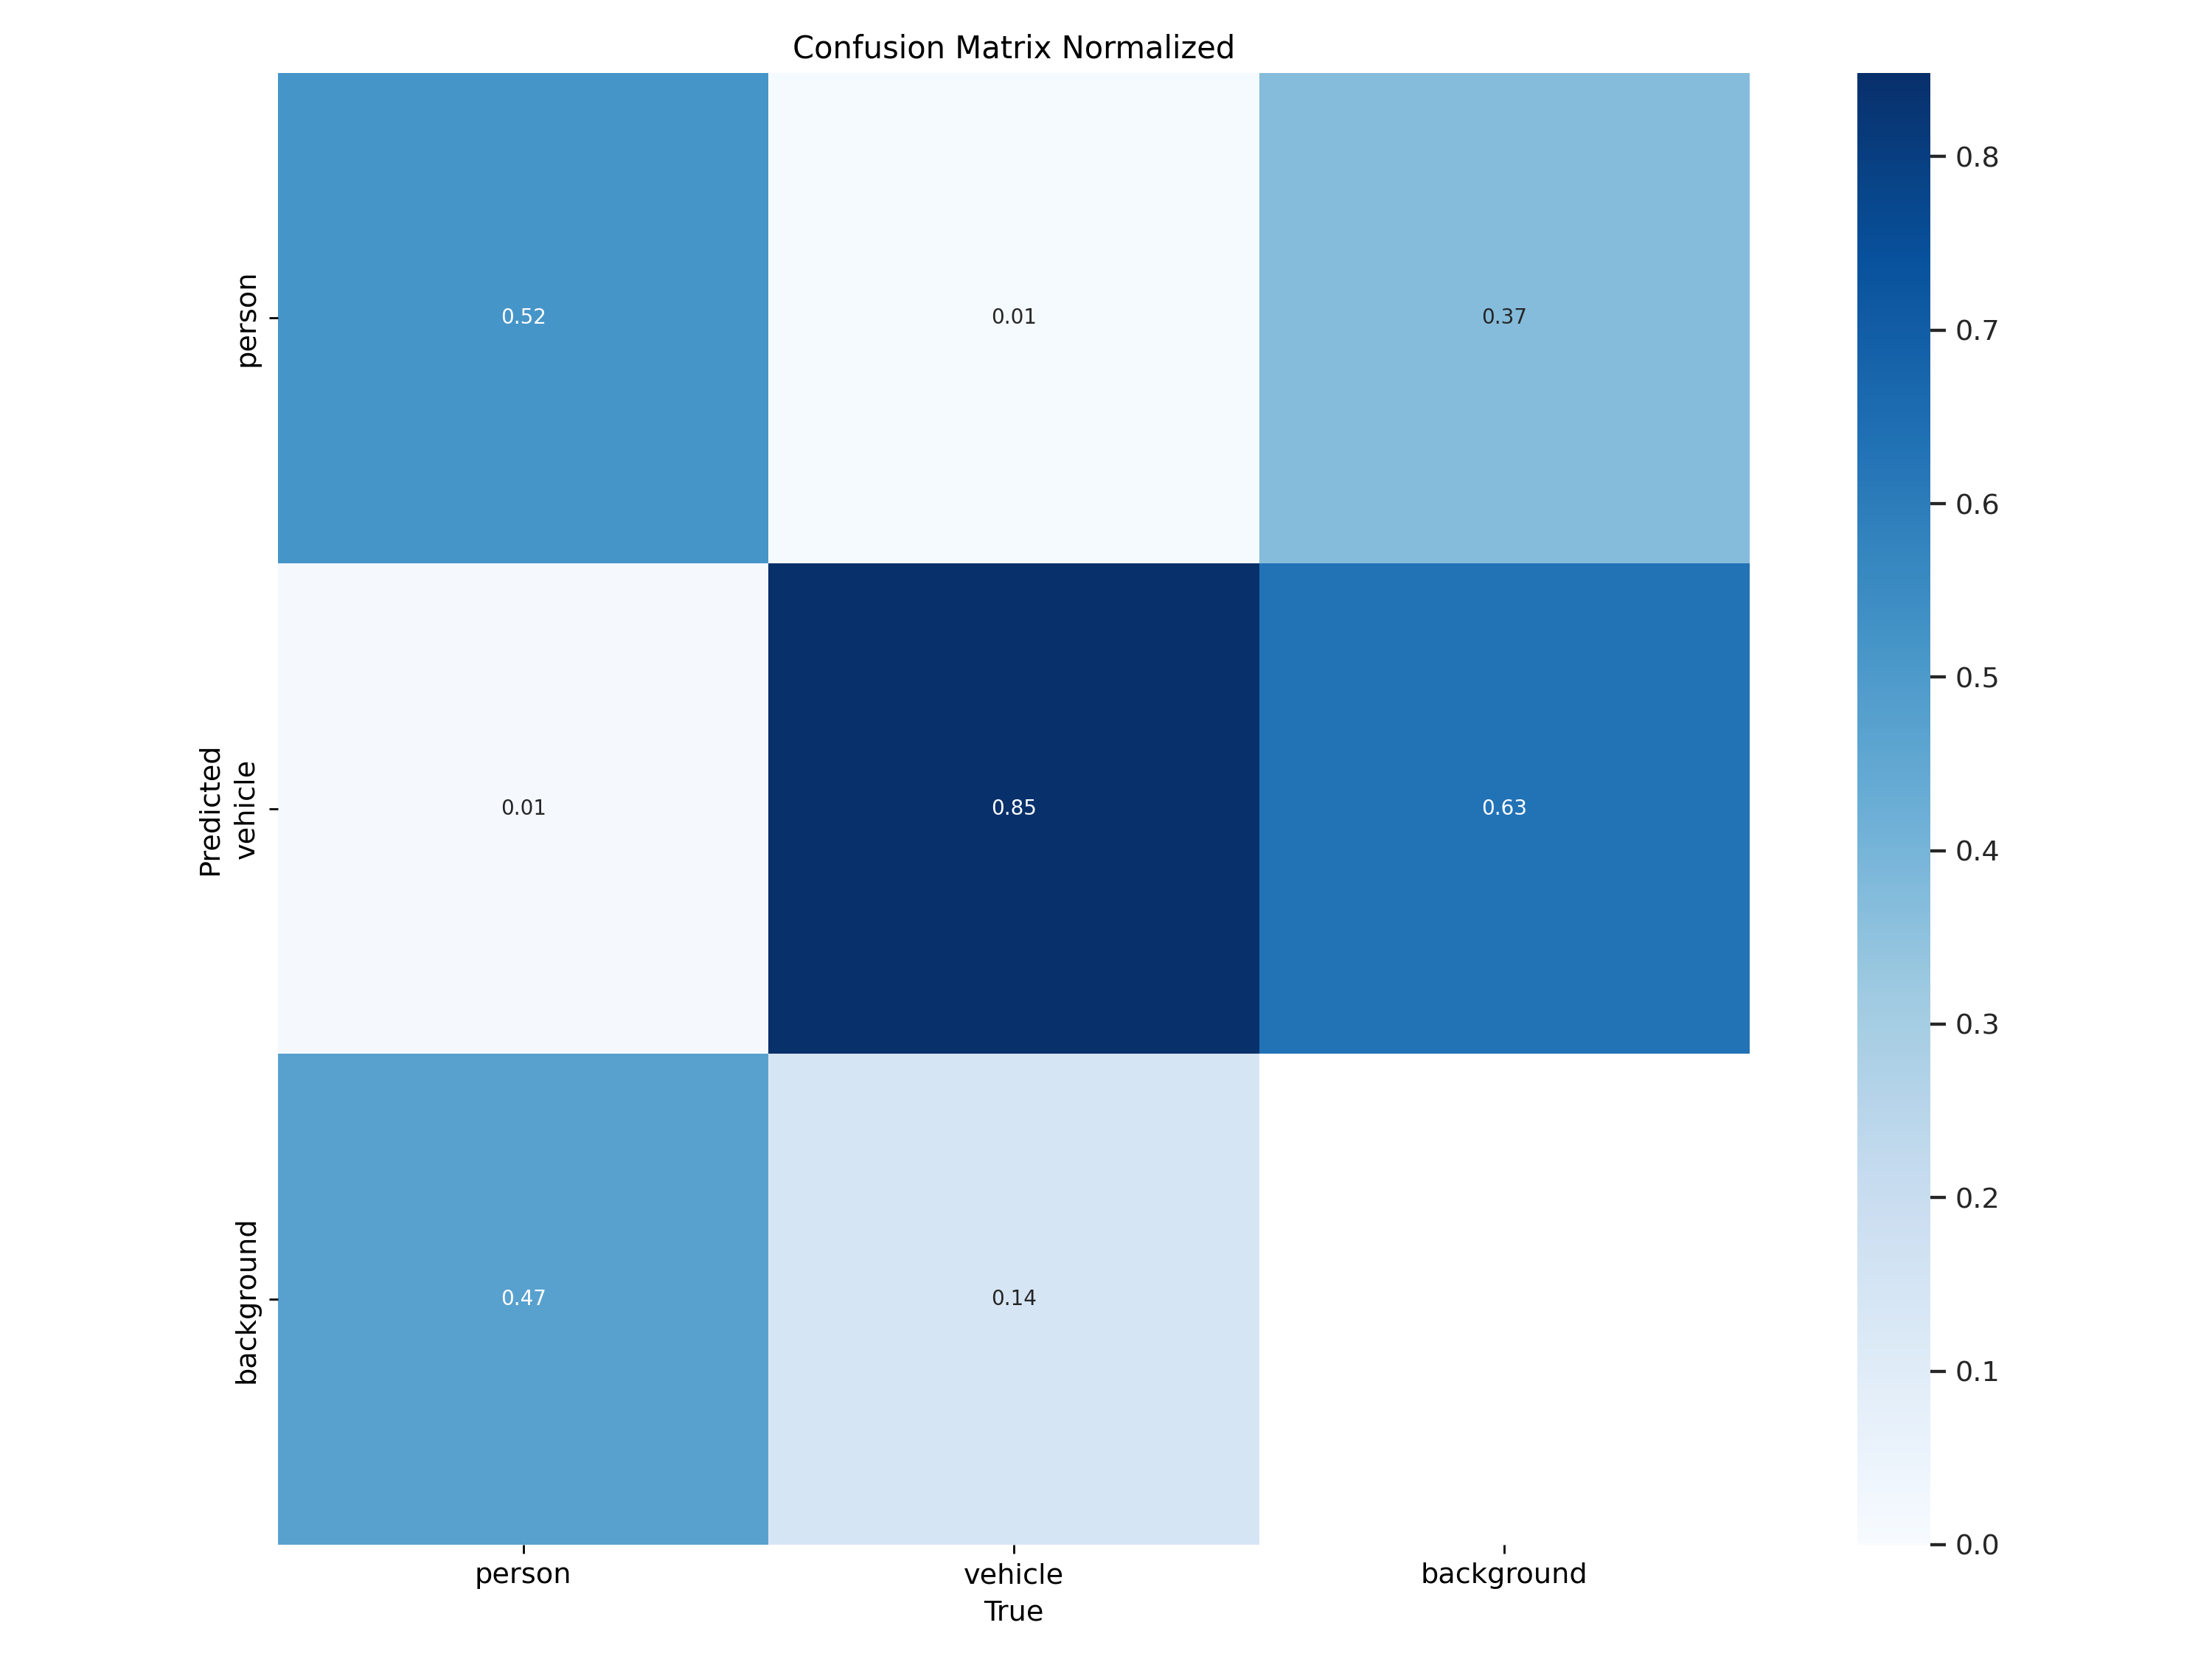 Confusion Matrix Normalized
person
0.52
0.01
0.37
Predicted
vehicle
0.01
0.85
0.63
background
0.47
0.14
person
vehicle
background
True
0.8
0.7
0.6
0.5
0.4
0.3
0.2
0.1
0.0